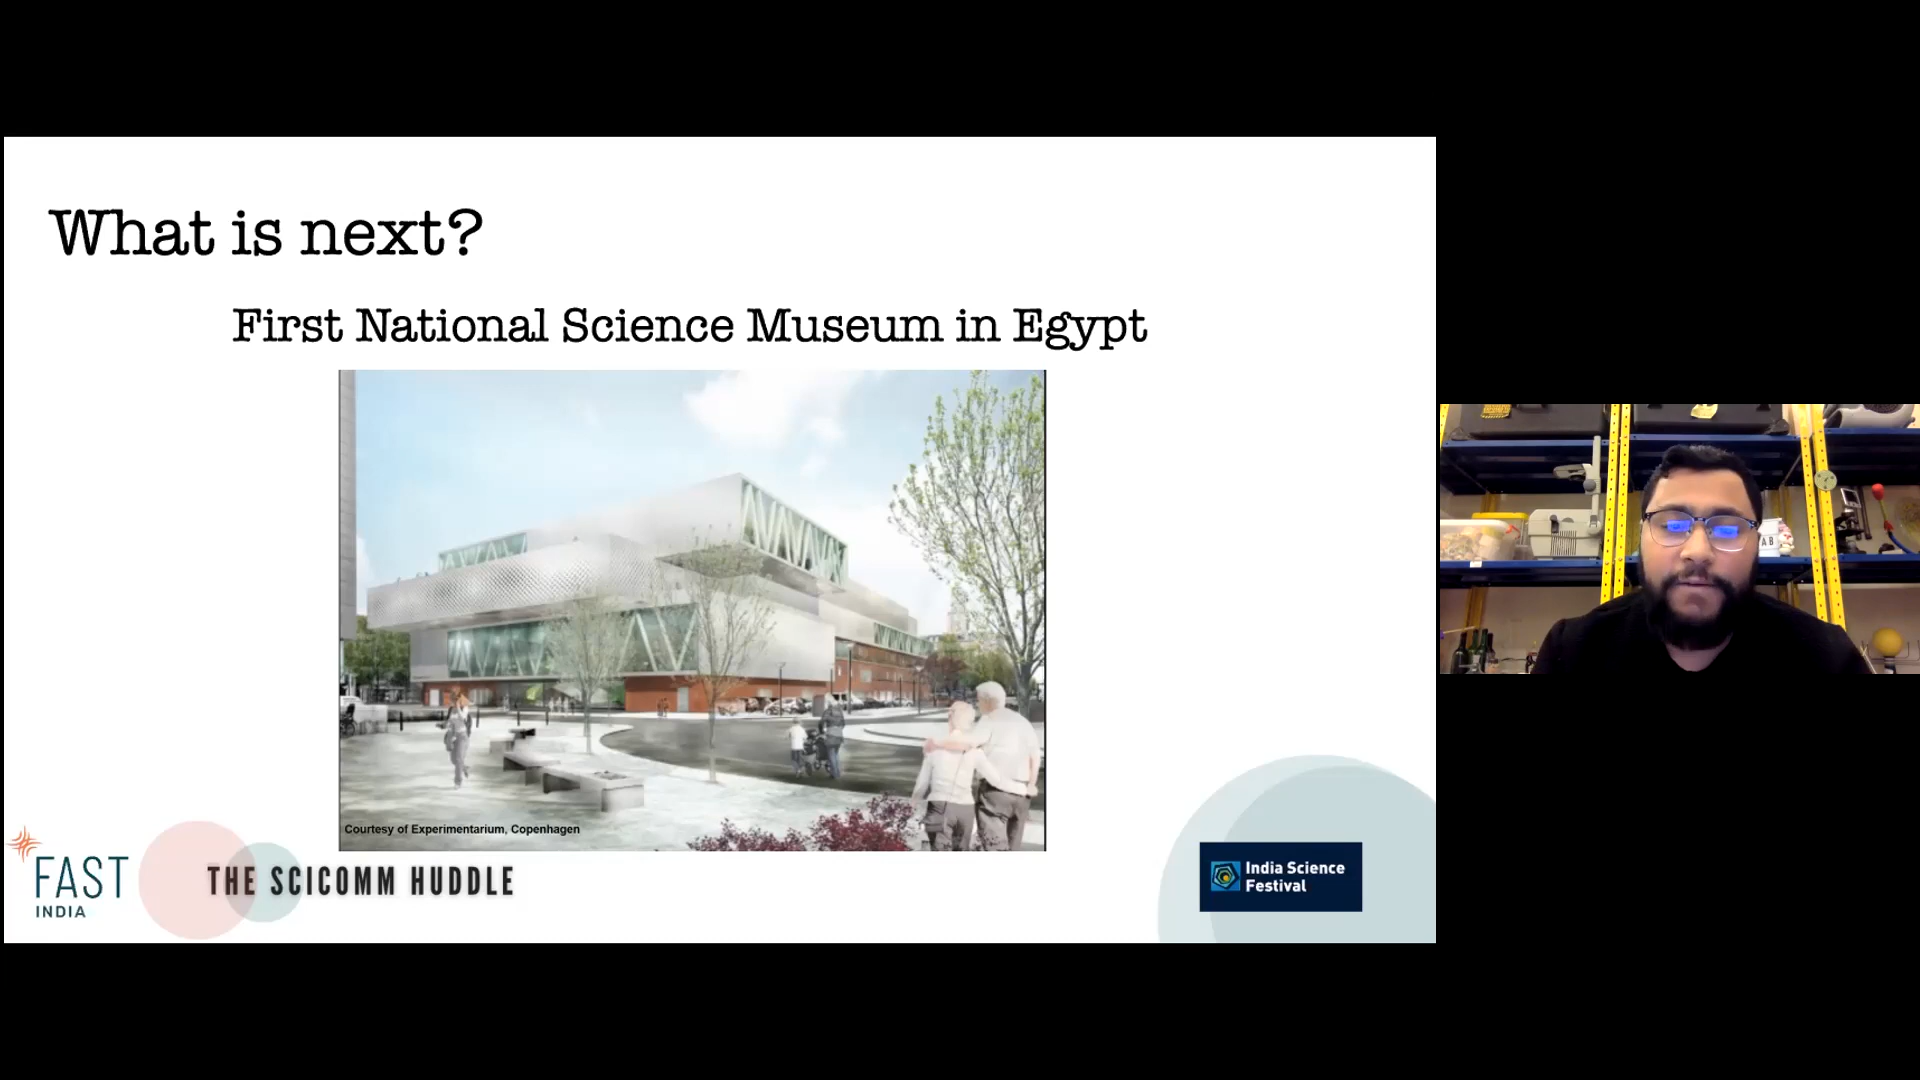 What is next?
First National Science Museum in Egypt
Courtesy of Experimentarium, Copenhagen
FAST
INDIA
THE SCICOMM HUDDLE
India Science
Festival
AB